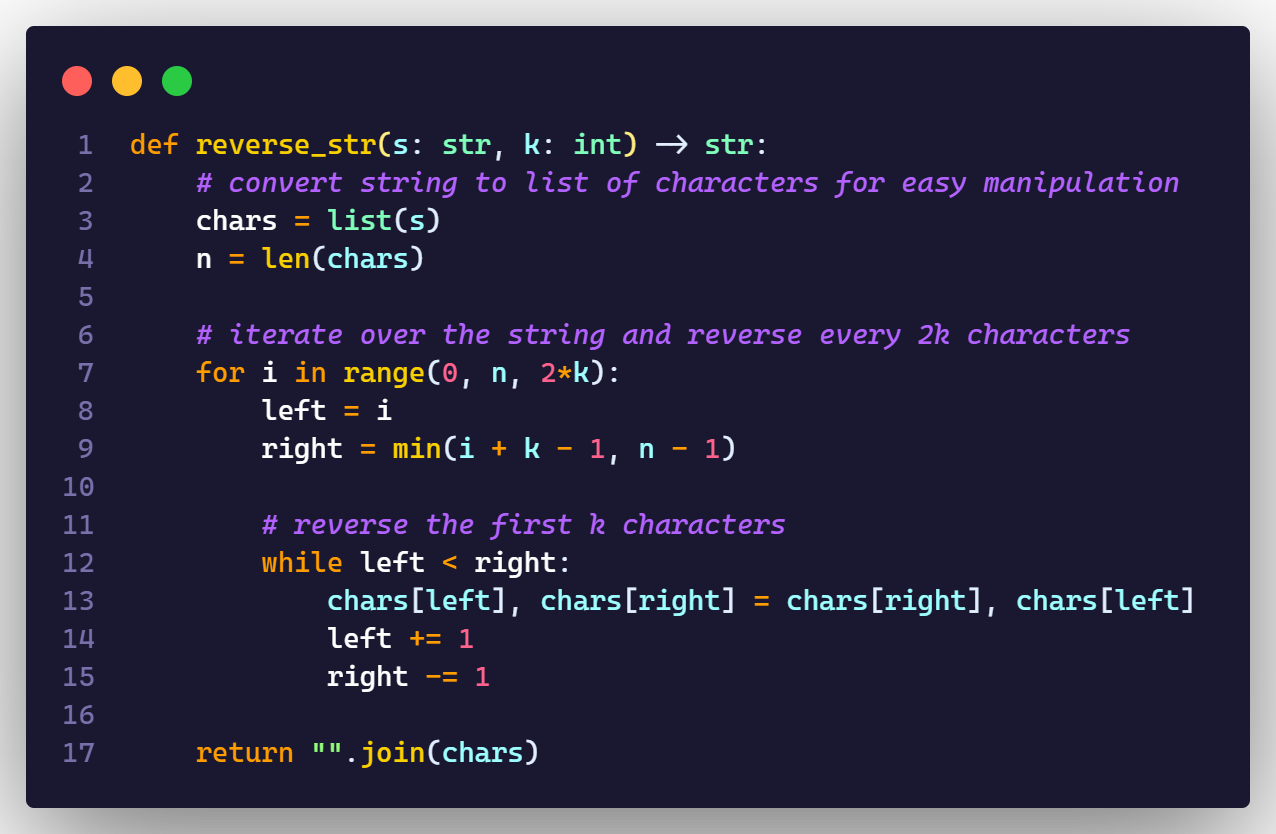 1 def reverse_str(s: str, k: int) -> str:
2     # convert string to list of characters for easy manipulation
3     chars = list(s)
4     n = len(chars)
5
6     # iterate over the string and reverse every 2k characters
7     for i in range(0, n, 2*k):
8         left = i
9         right = min(i + k - 1, n - 1)
10
11         # reverse the first k characters
12         while left < right:
13             chars[left], chars[right] = chars[right], chars[left]
14             left += 1
15             right -= 1
16
17     return "".join(chars)